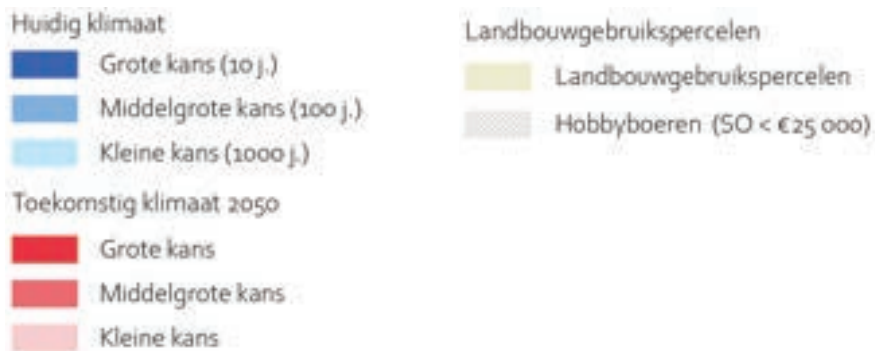 Huidig klimaat
Grote kans (10 j.)
Middelgrote kans (100 j.)
Kleine kans (1000 j.)
Toekomstig klimaat 2050
Grote kans
Middelgrote kans
Kleine kans
Landbouwgebruikspercelen
Landbouwgebruikspercelen
Hobbyboeren (SO < €25 000)